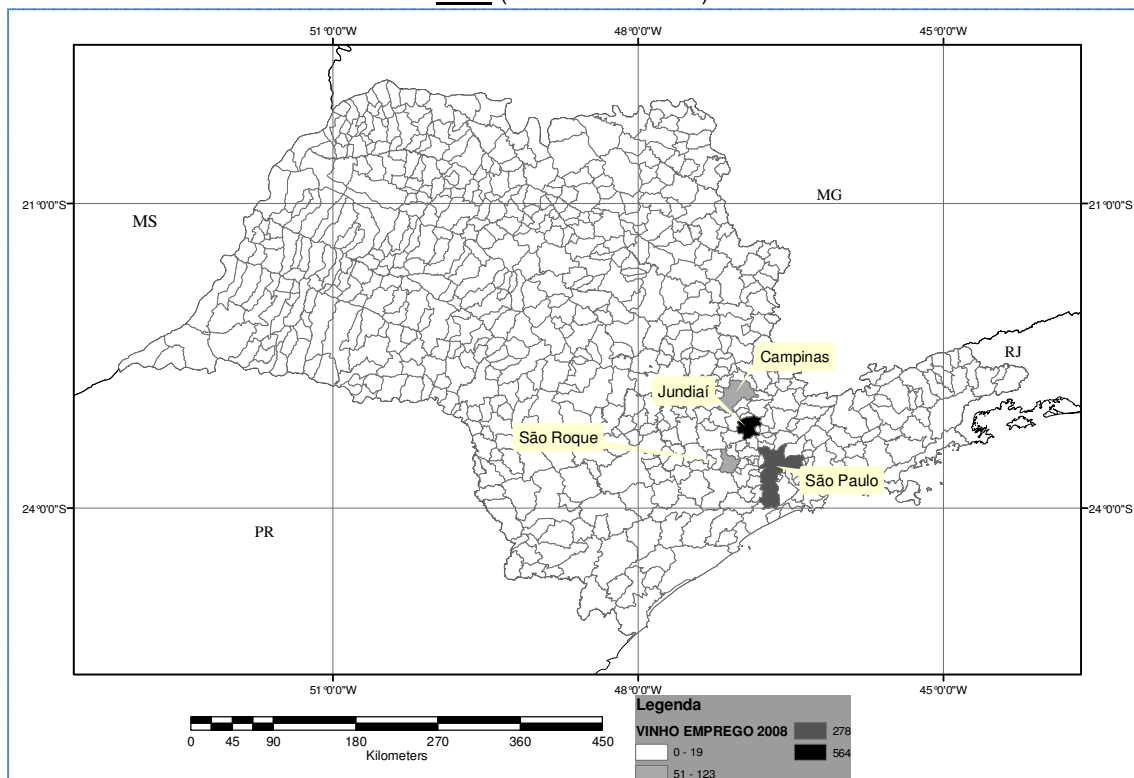 51°0'0"W 48°0'0"W 45°0'0"W
MG
21°0'0"S 21°0'0"S
MS
RJ
Campinas
Jundiaí
São Roque
São Paulo
24°0'0"S 24°0'0"S
PR
51°0'0"W 48°0'0"W 45°0'0"W
Legenda
VINHO EMPREGO 2008
0 - 19
51 - 123
278
564
0 45 90 180 270 360 450
Kilometers